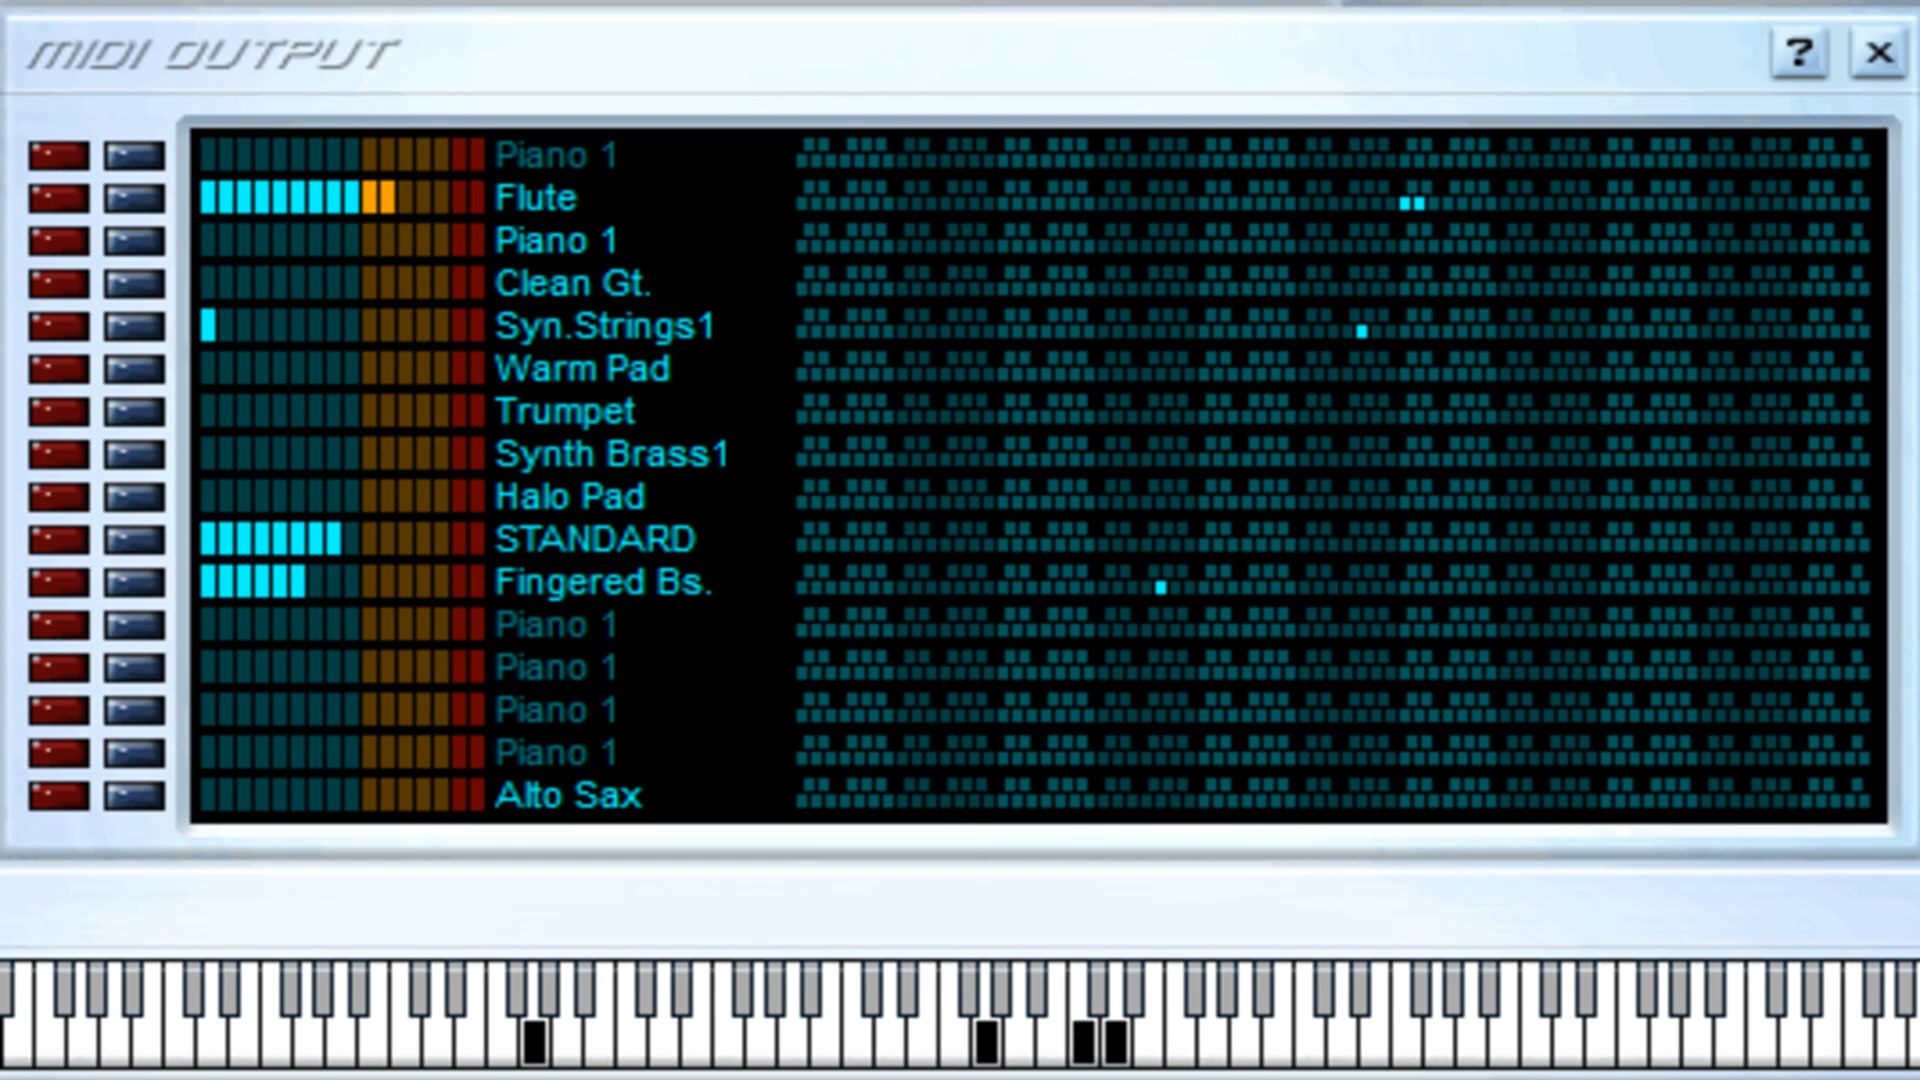 MIDI OUTPUT
?
Piano 1
Flute
Piano 1
Clean Gt.
Syn.Strings1
Warm Pad
Trumpet
Synth Brass1
Halo Pad
STANDARD
Fingered Bs.
Piano 1
Piano 1
Piano 1
Piano 1
Alto Sax